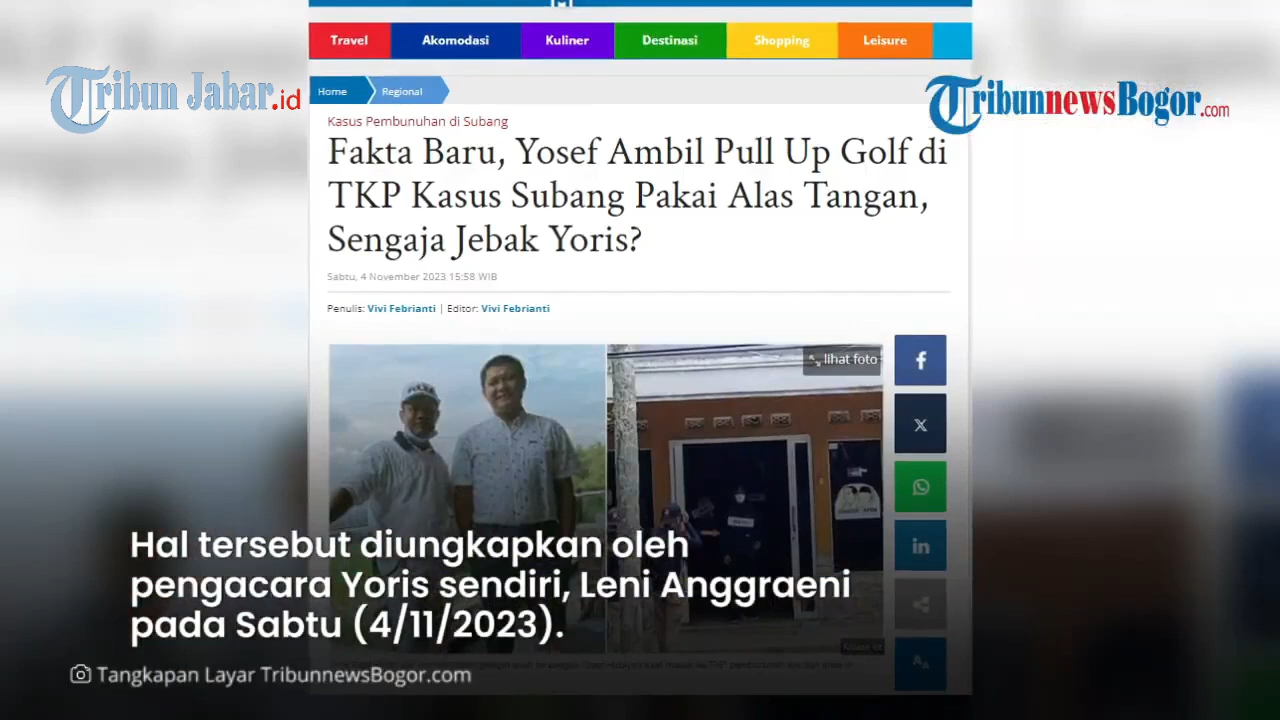 Travel
Akomodasi
Kuliner
Destinasi
Shopping
Leisure
Tribun Jabar.id
TribunnewsBogor.com
Home
Regional
Kasus Pembunuhan di Subang
Fakta Baru, Yosef Ambil Pull Up Golf di
TKP Kasus Subang Pakai Alas Tangan,
Sengaja Jebak Yoris?
Sabtu, 4 November 2023 15:58 WIB
Penulis: Vivi Febrianti | Editor: Vivi Febrianti
lihat foto
Hal tersebut diungkapkan oleh
pengacara Yoris sendiri, Leni Anggraeni
pada Sabtu (4/11/2023).
Tangkapan Layar TribunnewsBogor.com